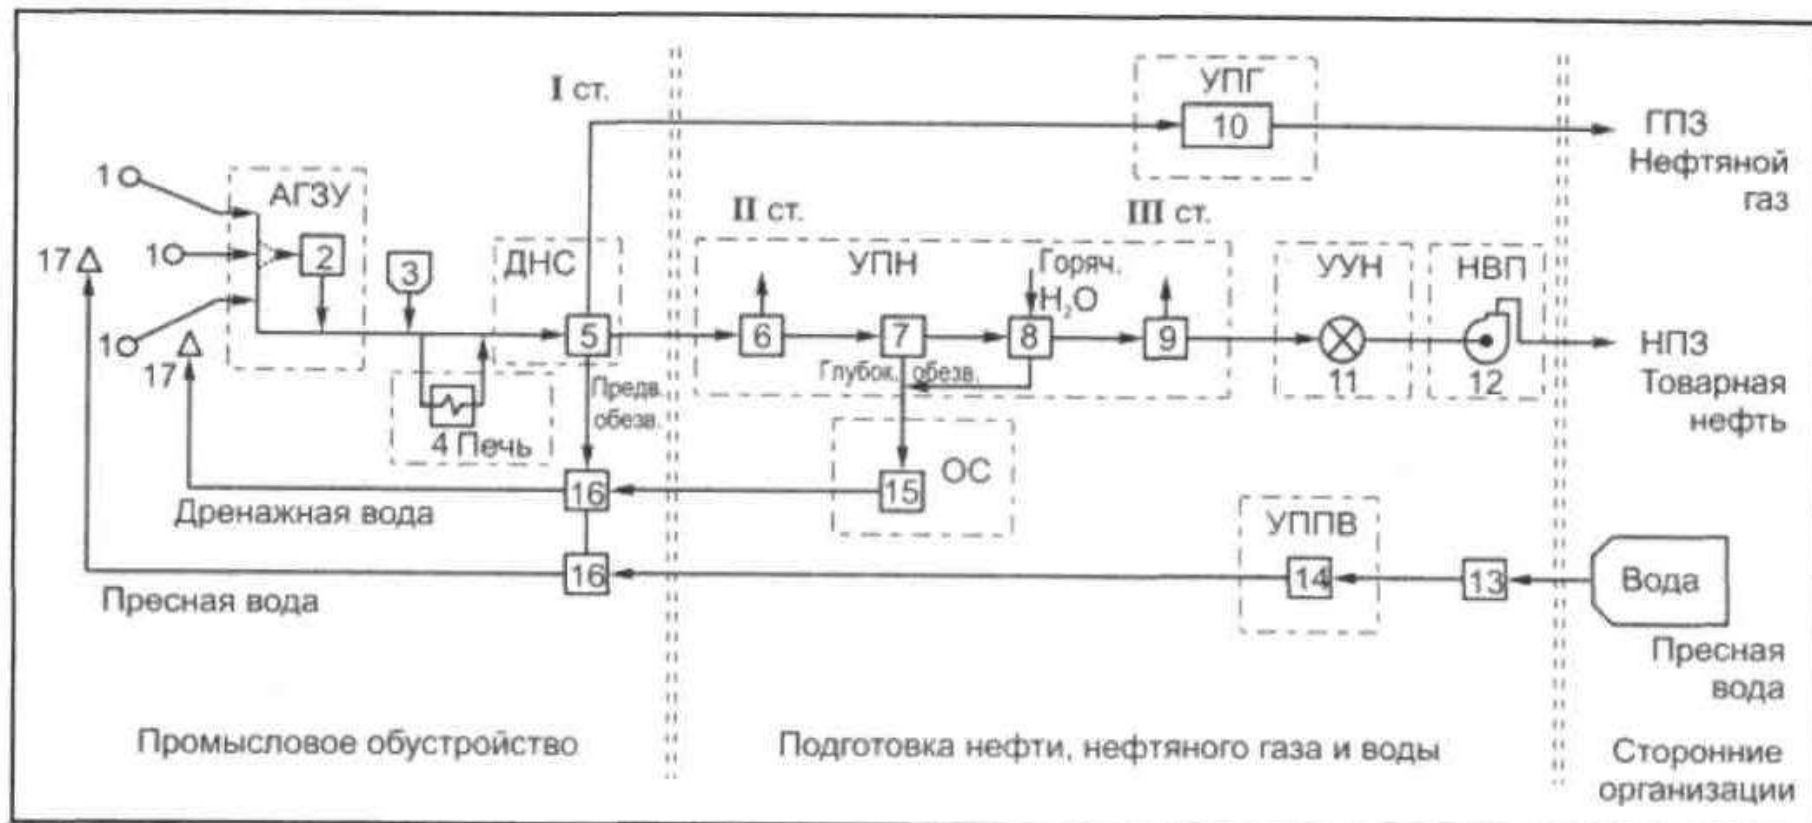 I ст.
УПГ
10
ГПЗ
Нефтяной
газ
1
АГЗУ
II ст.
III ст.
17
1
2
3
ДНС
УПН
Горяч.
H₂O
УУН
НВП
1
17
5
6
7
8
9
11
12
НПЗ
Товарная
нефть
Предв.
обезв.
Глубок. обезв.
4 Печь
16
15
ОС
Дренажная вода
УППВ
16
14
13
Вода
Пресная вода
Пресная
вода
Промысловое обустройство
Подготовка нефти, нефтяного газа и воды
Сторонние
организации